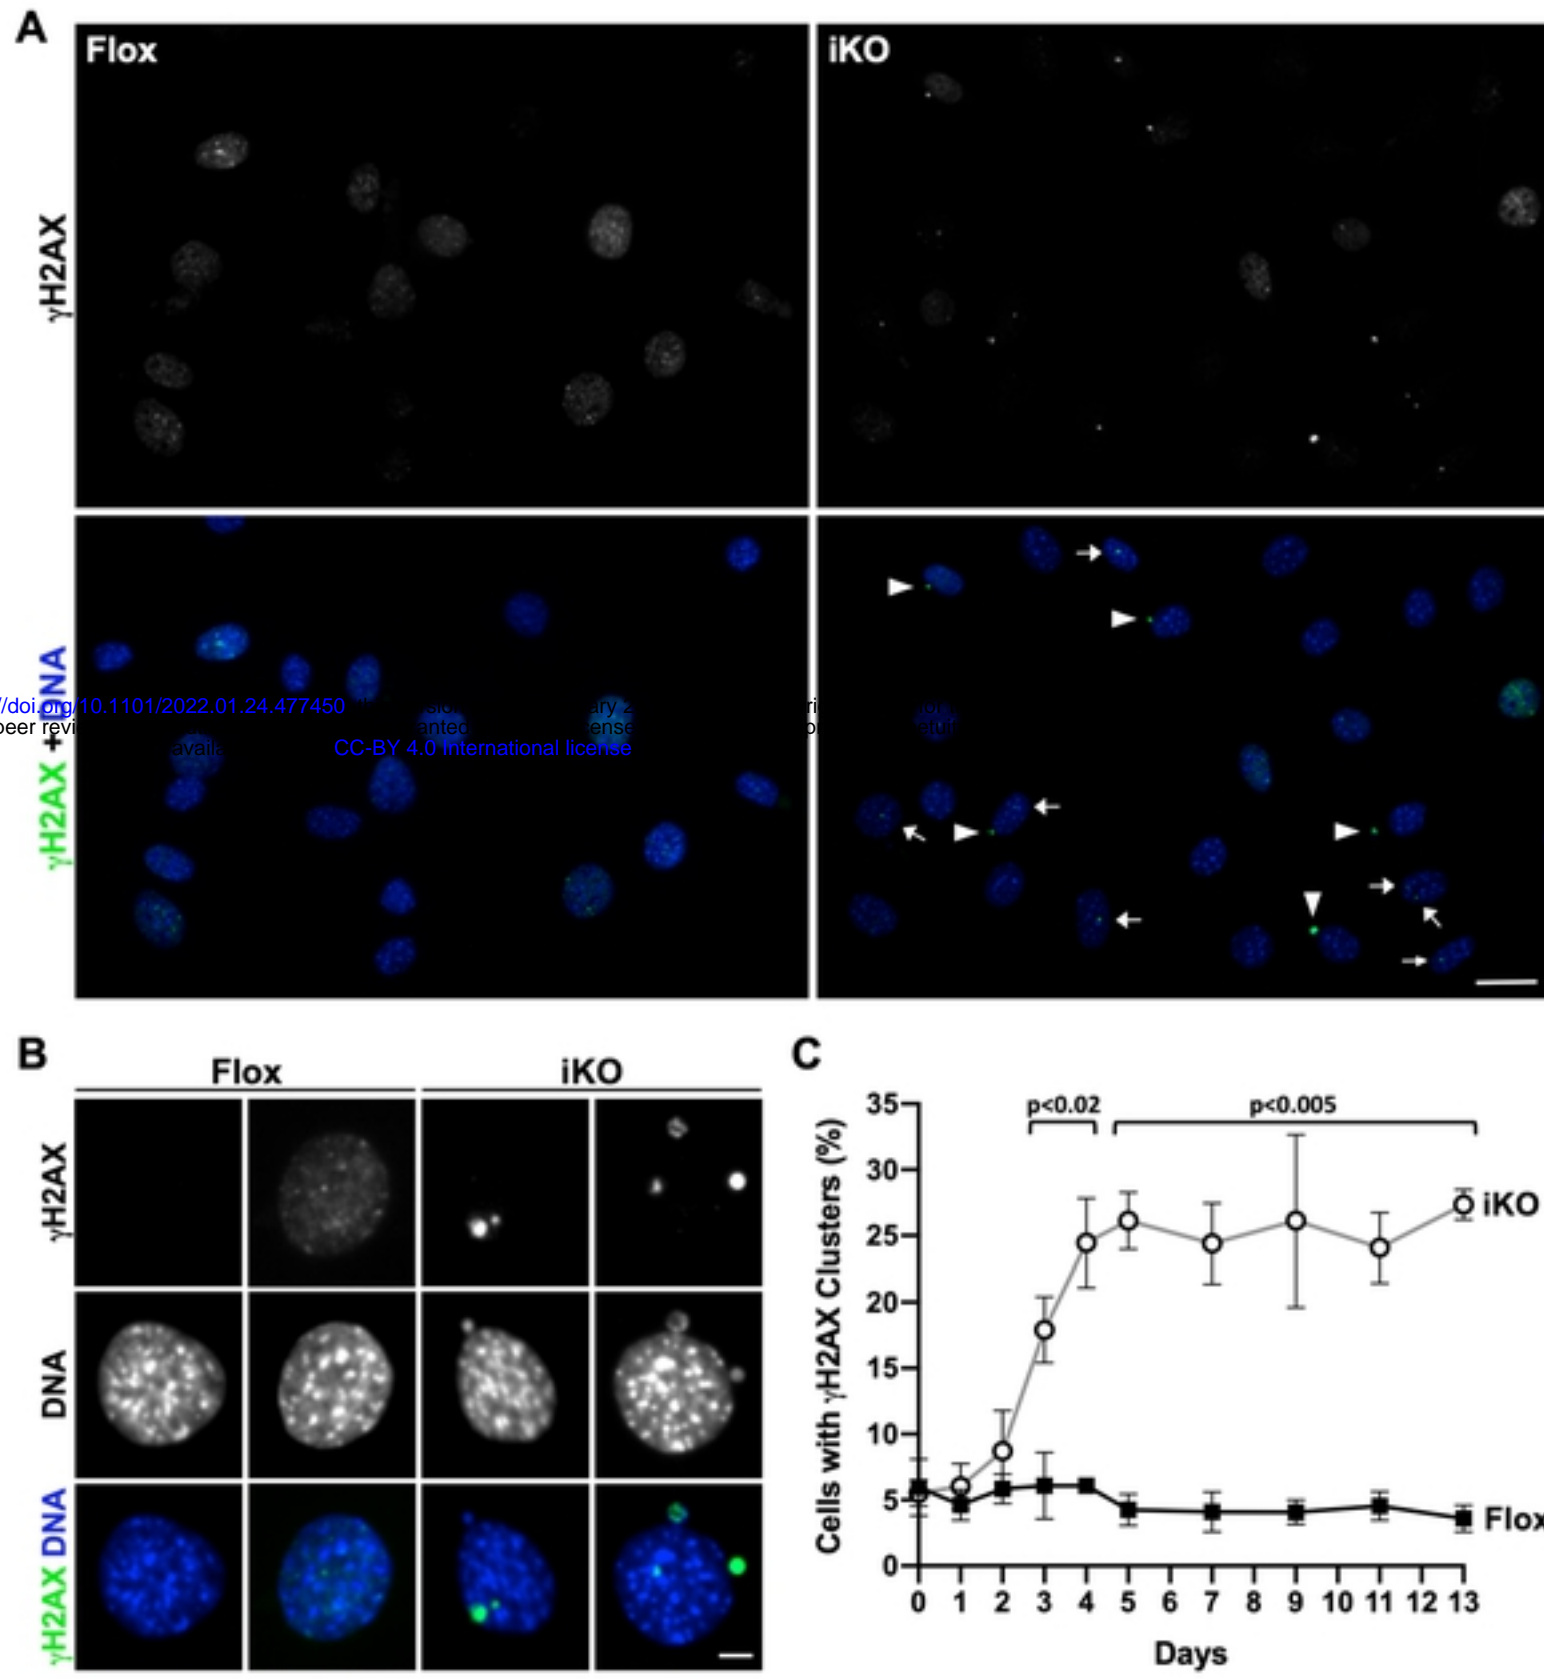 A
Flox
iKO
γH2AX
γH2AX + DNA
//doi.org/10.1101/2022.01.24.477450
peer
CC-BY 4.0 International license
B
Flox
iKO
γH2AX
DNA
γH2AX DNA
C
p<0.02
p<0.005
35
30
25
20
15
10
5
0
Cells with γH2AX Clusters (%)
iKO
Flox
0 1 2 3 4 5 6 7 8 9 10 11 12 13
Days